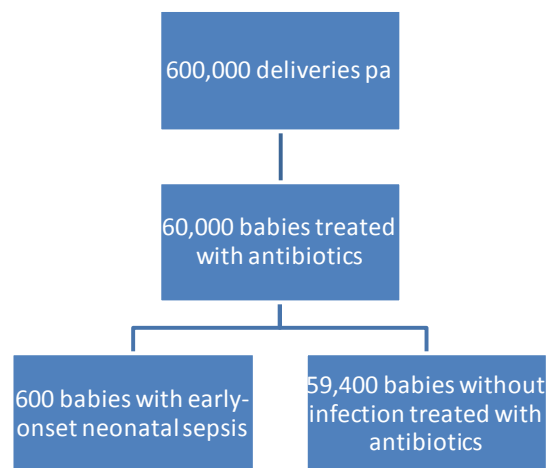 600,000 deliveries pa
60,000 babies treated
with antibiotics
600 babies with early-
onset neonatal sepsis
59,400 babies without
infection treated with
antibiotics